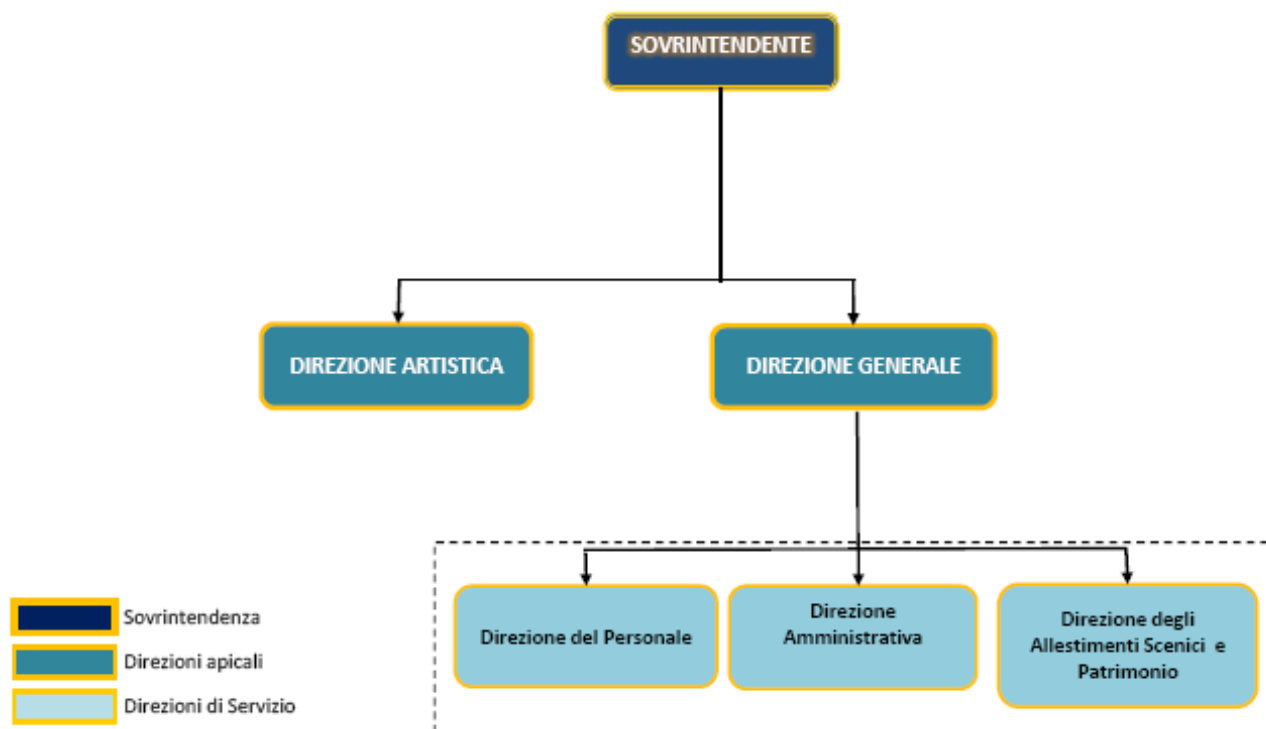 SOVRINTENDENTE
DIREZIONE ARTISTICA
DIREZIONE GENERALE
Direzione del Personale
Direzione
Amministrativa
Direzione degli
Allestimenti Scenici e
Patrimonio
Sovrintendenza
Direzioni apicali
Direzioni di Servizio